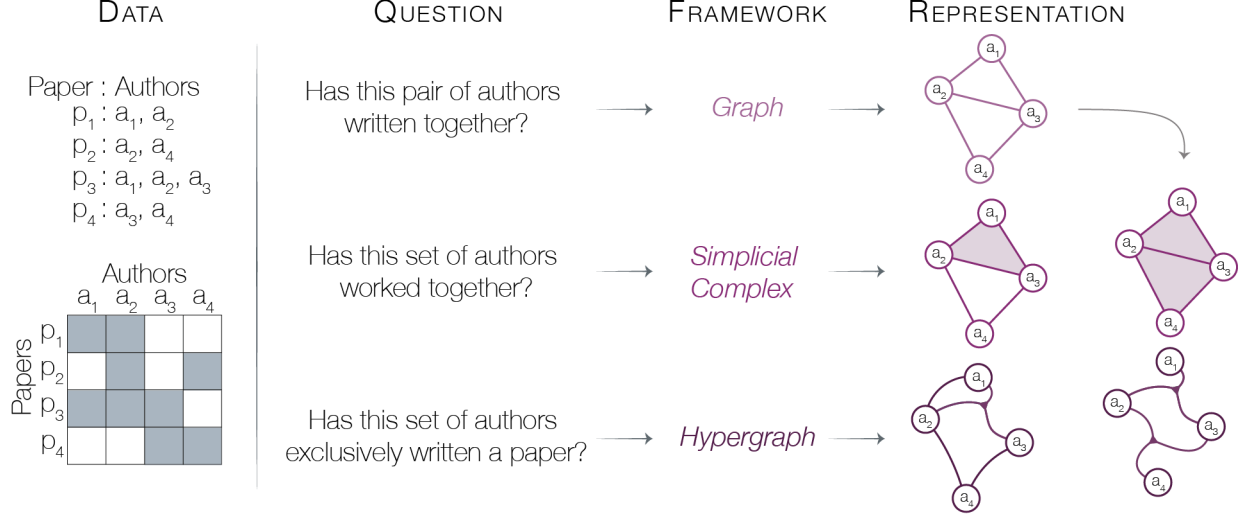 DATA
QUESTION
FRAMEWORK
REPRESENTATION
Paper : Authors
p₁ : a₁, a₂
p₂ : a₂, a₄
p₃ : a₁, a₂, a₃
p₄ : a₃, a₄
Authors
a₁ a₂ a₃ a₄
Papers
p₁
p₂
p₃
p₄
Has this pair of authors
written together?
Graph
a₁
a₂
a₃
a₄
Has this set of authors
worked together?
Simplicial
Complex
a₁
a₂
a₃
a₄
a₁
a₂
a₃
a₄
Has this set of authors
exclusively written a paper?
Hypergraph
a₁
a₂
a₃
a₄
a₁
a₂
a₃
a₄